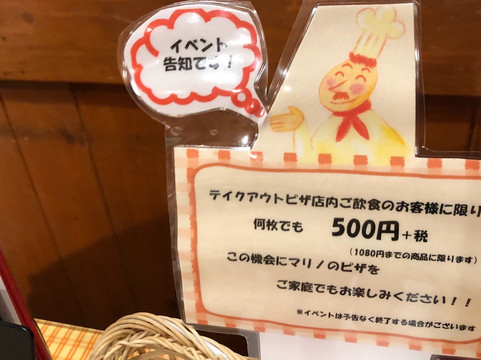 イベント
告知です！
テイクアウトピザ店内ご飲食のお客様に限り
何枚でも 500円+税
(1080円までの商品に限ります)
この機会にマリノのピザを
ご家庭でもお楽しみください！！
※イベントは予告なく終了する場合がございます